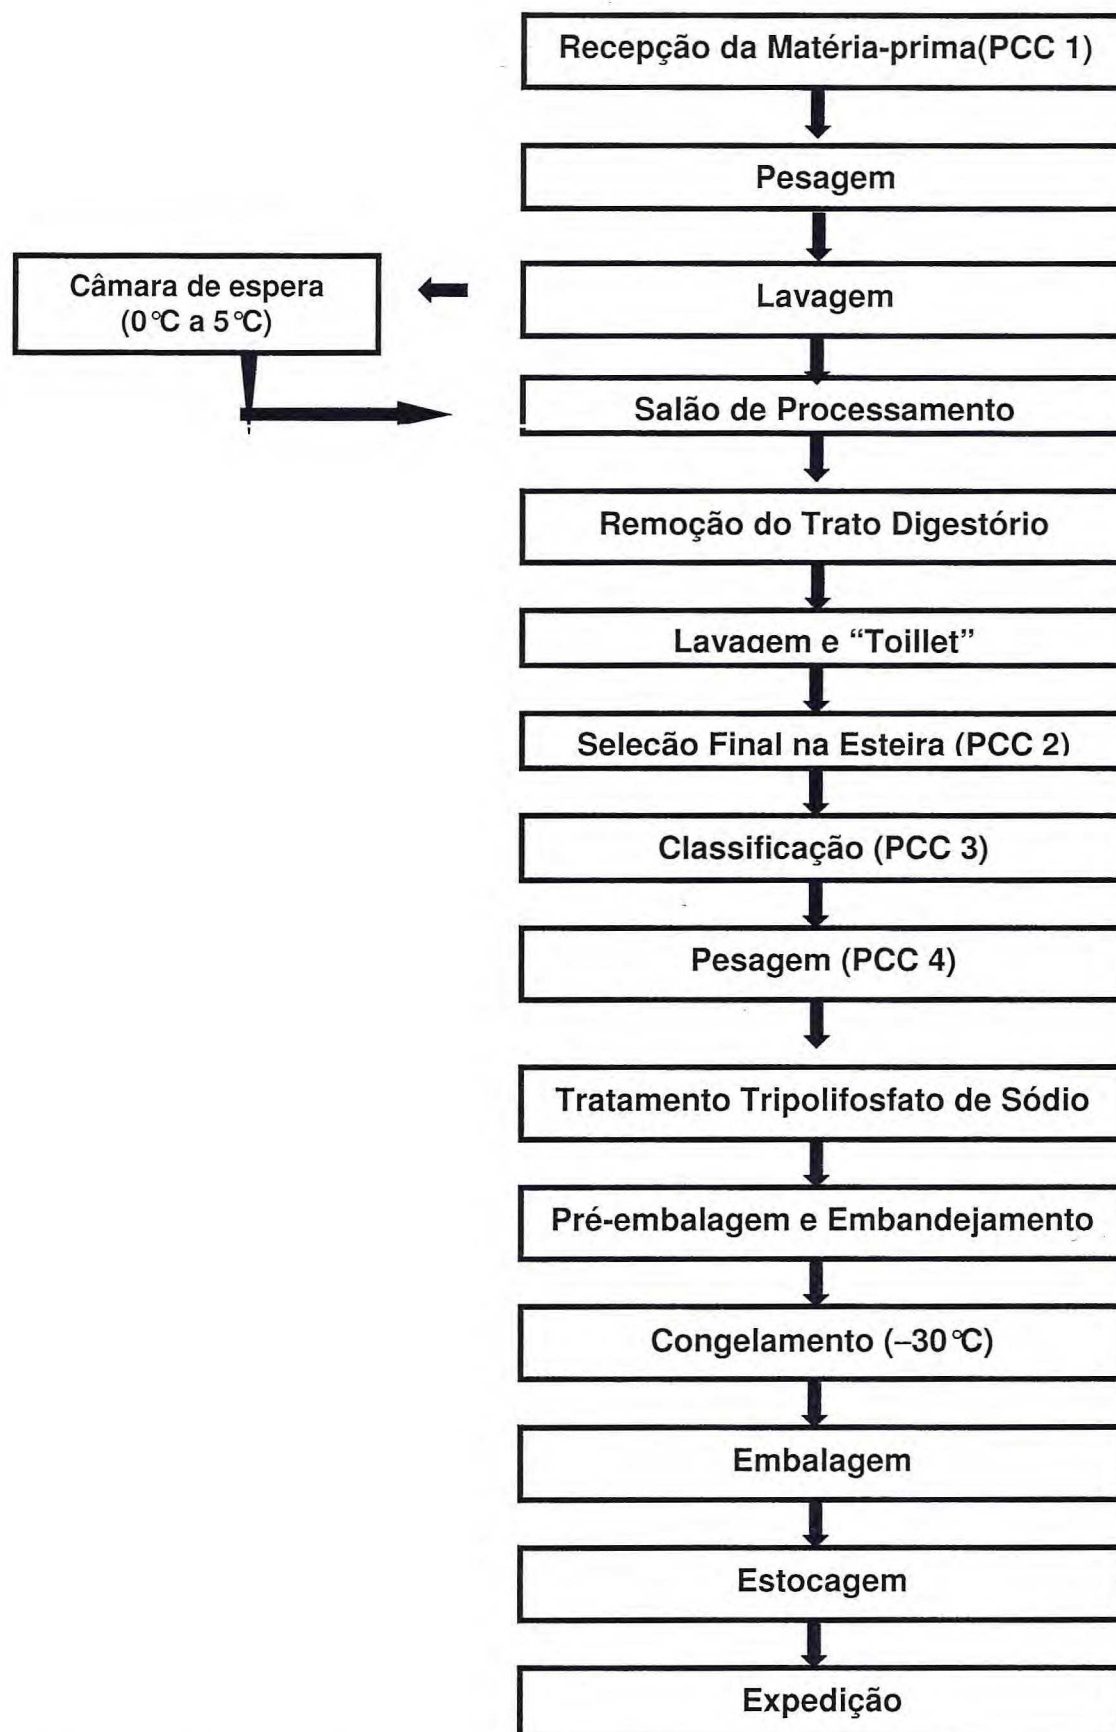 Recepção da Matéria-prima(PCC 1)
Pesagem
Câmara de espera
(0°C a 5°C)
Lavagem
Salão de Processamento
Remoção do Trato Digestório
Lavagem e “Toillet”
Seleção Final na Esteira (PCC 2)
Classificação (PCC 3)
Pesagem (PCC 4)
Tratamento Tripolifosfato de Sódio
Pré-embalagem e Embandejamento
Congelamento (–30°C)
Embalagem
Estocagem
Expedição